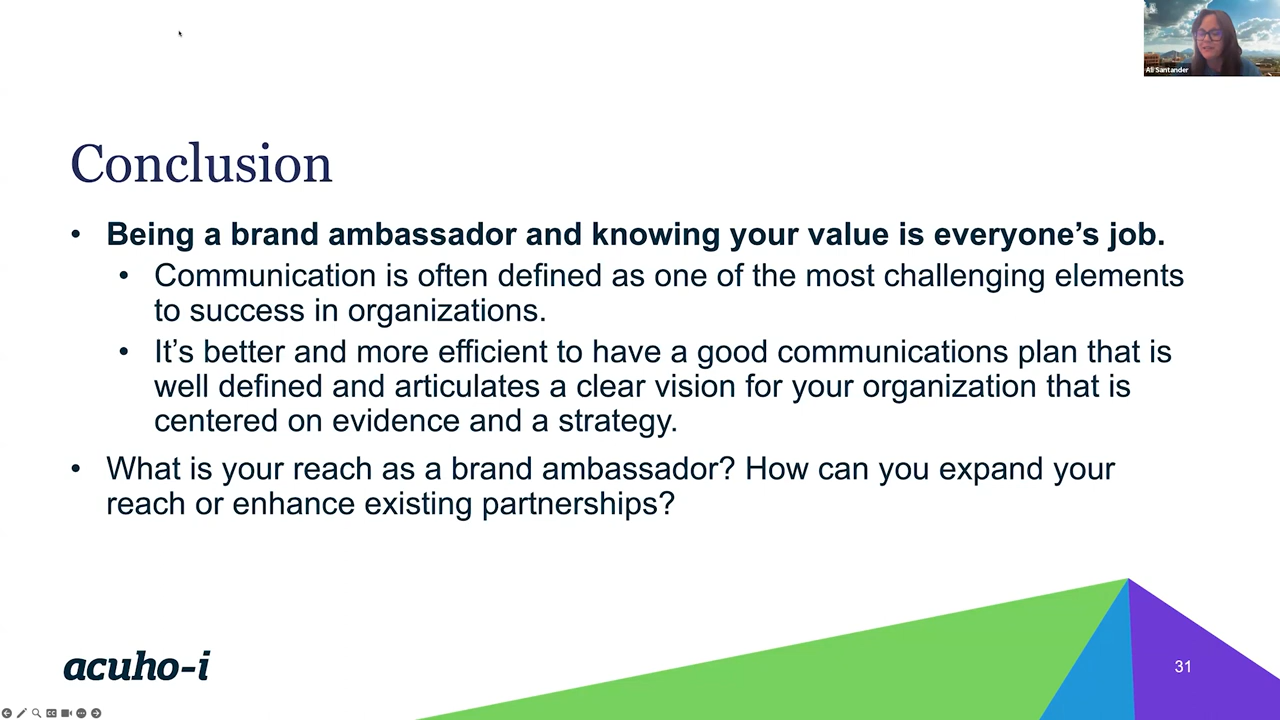 Ali Santander
Conclusion
• Being a brand ambassador and knowing your value is everyone’s job.
• Communication is often defined as one of the most challenging elements
to success in organizations.
• It’s better and more efficient to have a good communications plan that is
well defined and articulates a clear vision for your organization that is
centered on evidence and a strategy.
• What is your reach as a brand ambassador? How can you expand your
reach or enhance existing partnerships?
acuho-i
31